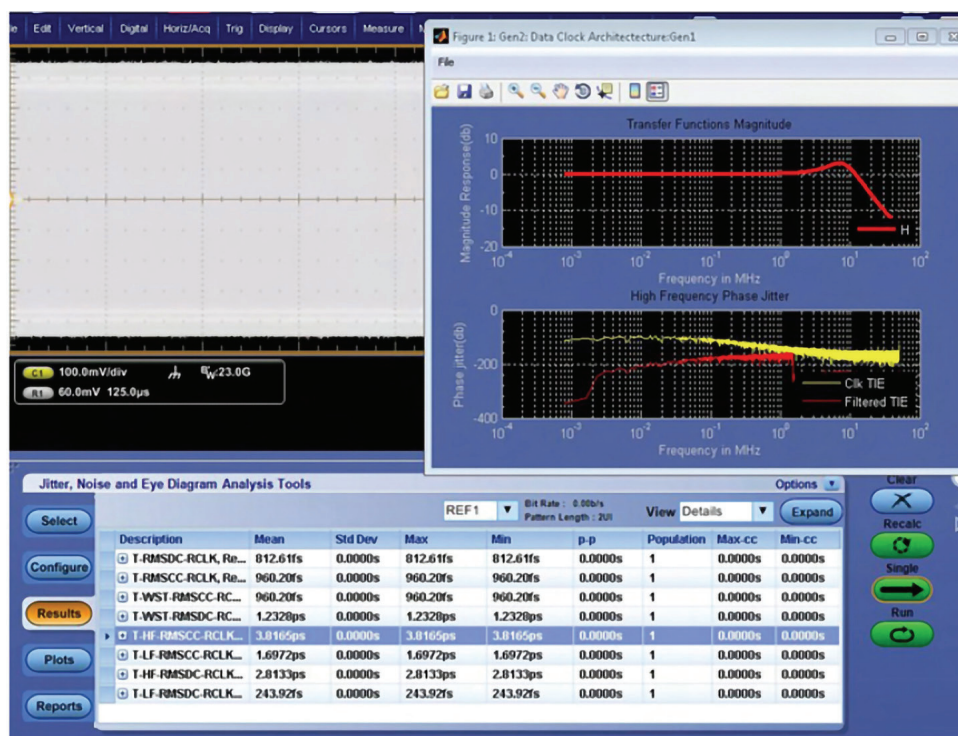 Edit Vertical Digital Horiz/Acq Trig Display Cursors Measure
Figure 1: Gen2: Data Clock Architectecture:Gen1
File
Transfer Functions Magnitude
Magnitude Response(db)
10
0
-10
-20
10-4 10-3 10-2 10-1 100 101 102
Frequency in MHz
H
High Frequency Phase Jitter
Phase jitter(db)
0
-200
-400
Clk TIE
Filtered TIE
10-4 10-3 10-2 10-1 100 101 102
Frequency in MHz
C1 100.0mV/div BW:23.0G
R1 60.0mV 125.0µs
Jitter, Noise and Eye Diagram Analysis Tools
Options
Select
Configure
Results
Plots
Reports
REF1 Bit Rate : 0.00b/s
Pattern Length : 2UI
View Details Expand
Description Mean Std Dev Max Min p-p Population Max-cc Min-cc
T-RMSDC-RCLK, Re... 812.61fs 0.0000s 812.61fs 812.61fs 0.0000s 1 0.0000s 0.0000s
T-RMSCC-RCLK, Re... 960.20fs 0.0000s 960.20fs 960.20fs 0.0000s 1 0.0000s 0.0000s
T-WST-RMSCC-RC... 960.20fs 0.0000s 960.20fs 960.20fs 0.0000s 1 0.0000s 0.0000s
T-WST-RMSDC-RC... 1.2328ps 0.0000s 1.2328ps 1.2328ps 0.0000s 1 0.0000s 0.0000s
T-HF-RMSCC-RCLK... 3.8165ps 0.0000s 3.8165ps 3.8165ps 0.0000s 1 0.0000s 0.0000s
T-LF-RMSCC-RCLK... 1.6972ps 0.0000s 1.6972ps 1.6972ps 0.0000s 1 0.0000s 0.0000s
T-HF-RMSDC-RCLK... 2.8133ps 0.0000s 2.8133ps 2.8133ps 0.0000s 1 0.0000s 0.0000s
T-LF-RMSDC-RCLK... 243.92fs 0.0000s 243.92fs 243.92fs 0.0000s 1 0.0000s 0.0000s
Clear
Recalc
Single
Run